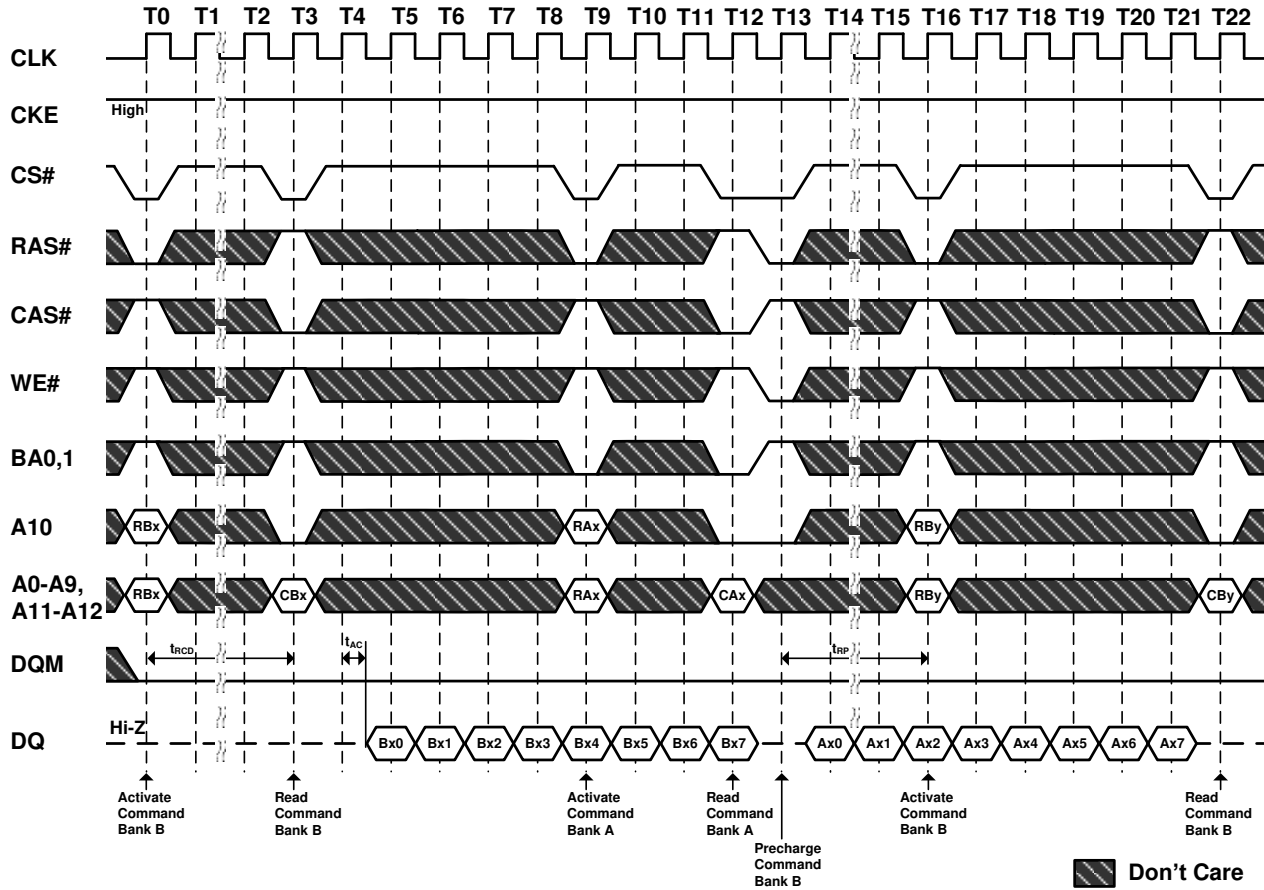 T0 T1 T2 T3 T4 T5 T6 T7 T8 T9 T10 T11 T12 T13 T14 T15 T16 T17 T18 T19 T20 T21 T22
CLK
CKE
High
CS#
RAS#
CAS#
WE#
BA0,1
A10
RBx RAx RBy
A0-A9,
A11-A12
RBx CBx RAx CAx RBy CBy
DQM
tRCD tAC tRP
DQ
Hi-Z
Bx0 Bx1 Bx2 Bx3 Bx4 Bx5 Bx6 Bx7 Ax0 Ax1 Ax2 Ax3 Ax4 Ax5 Ax6 Ax7
Activate
Command
Bank B
Read
Command
Bank B
Activate
Command
Bank A
Read
Command
Bank A
Precharge
Command
Bank B
Activate
Command
Bank B
Read
Command
Bank B
Don't Care